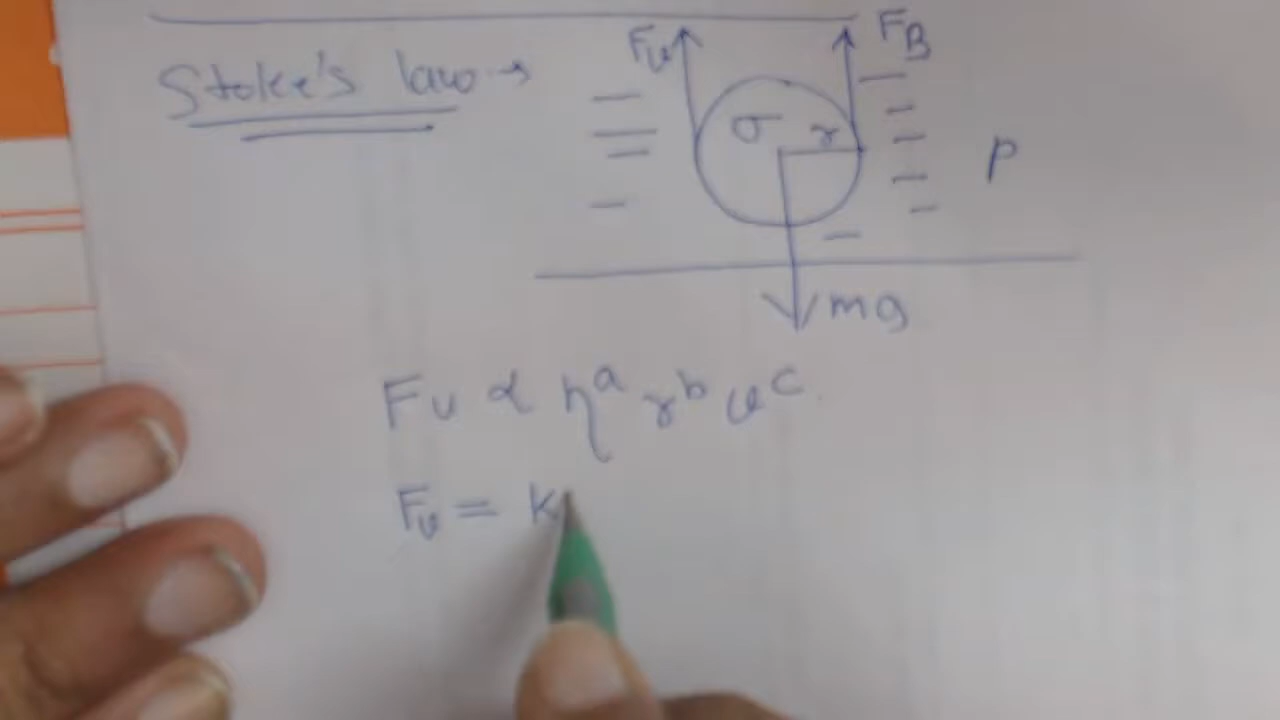 Stoke's law →
Fv
FB
σ
r
ρ
mg
Fv ∝ η^a r^b v^c
Fv = k